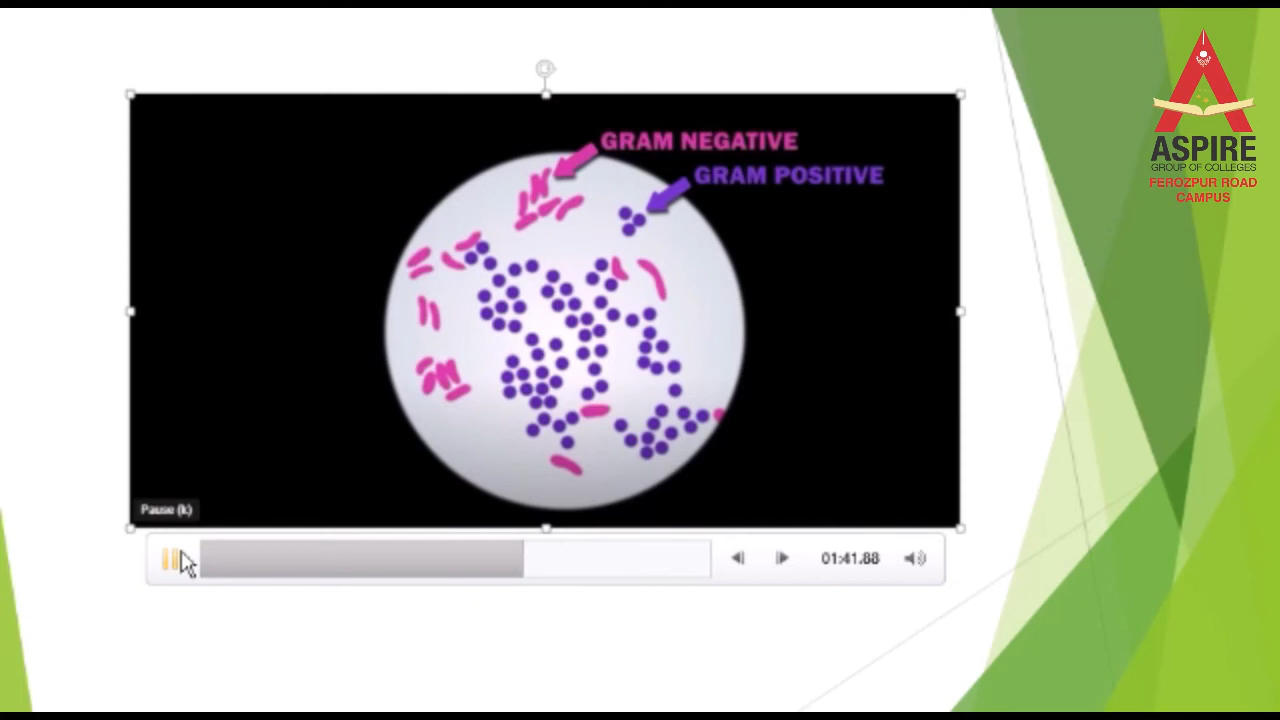 GRAM NEGATIVE
GRAM POSITIVE
ASPIRE
GROUP OF COLLEGES
FEROZPUR ROAD
CAMPUS
Pause (k)
01:41.88